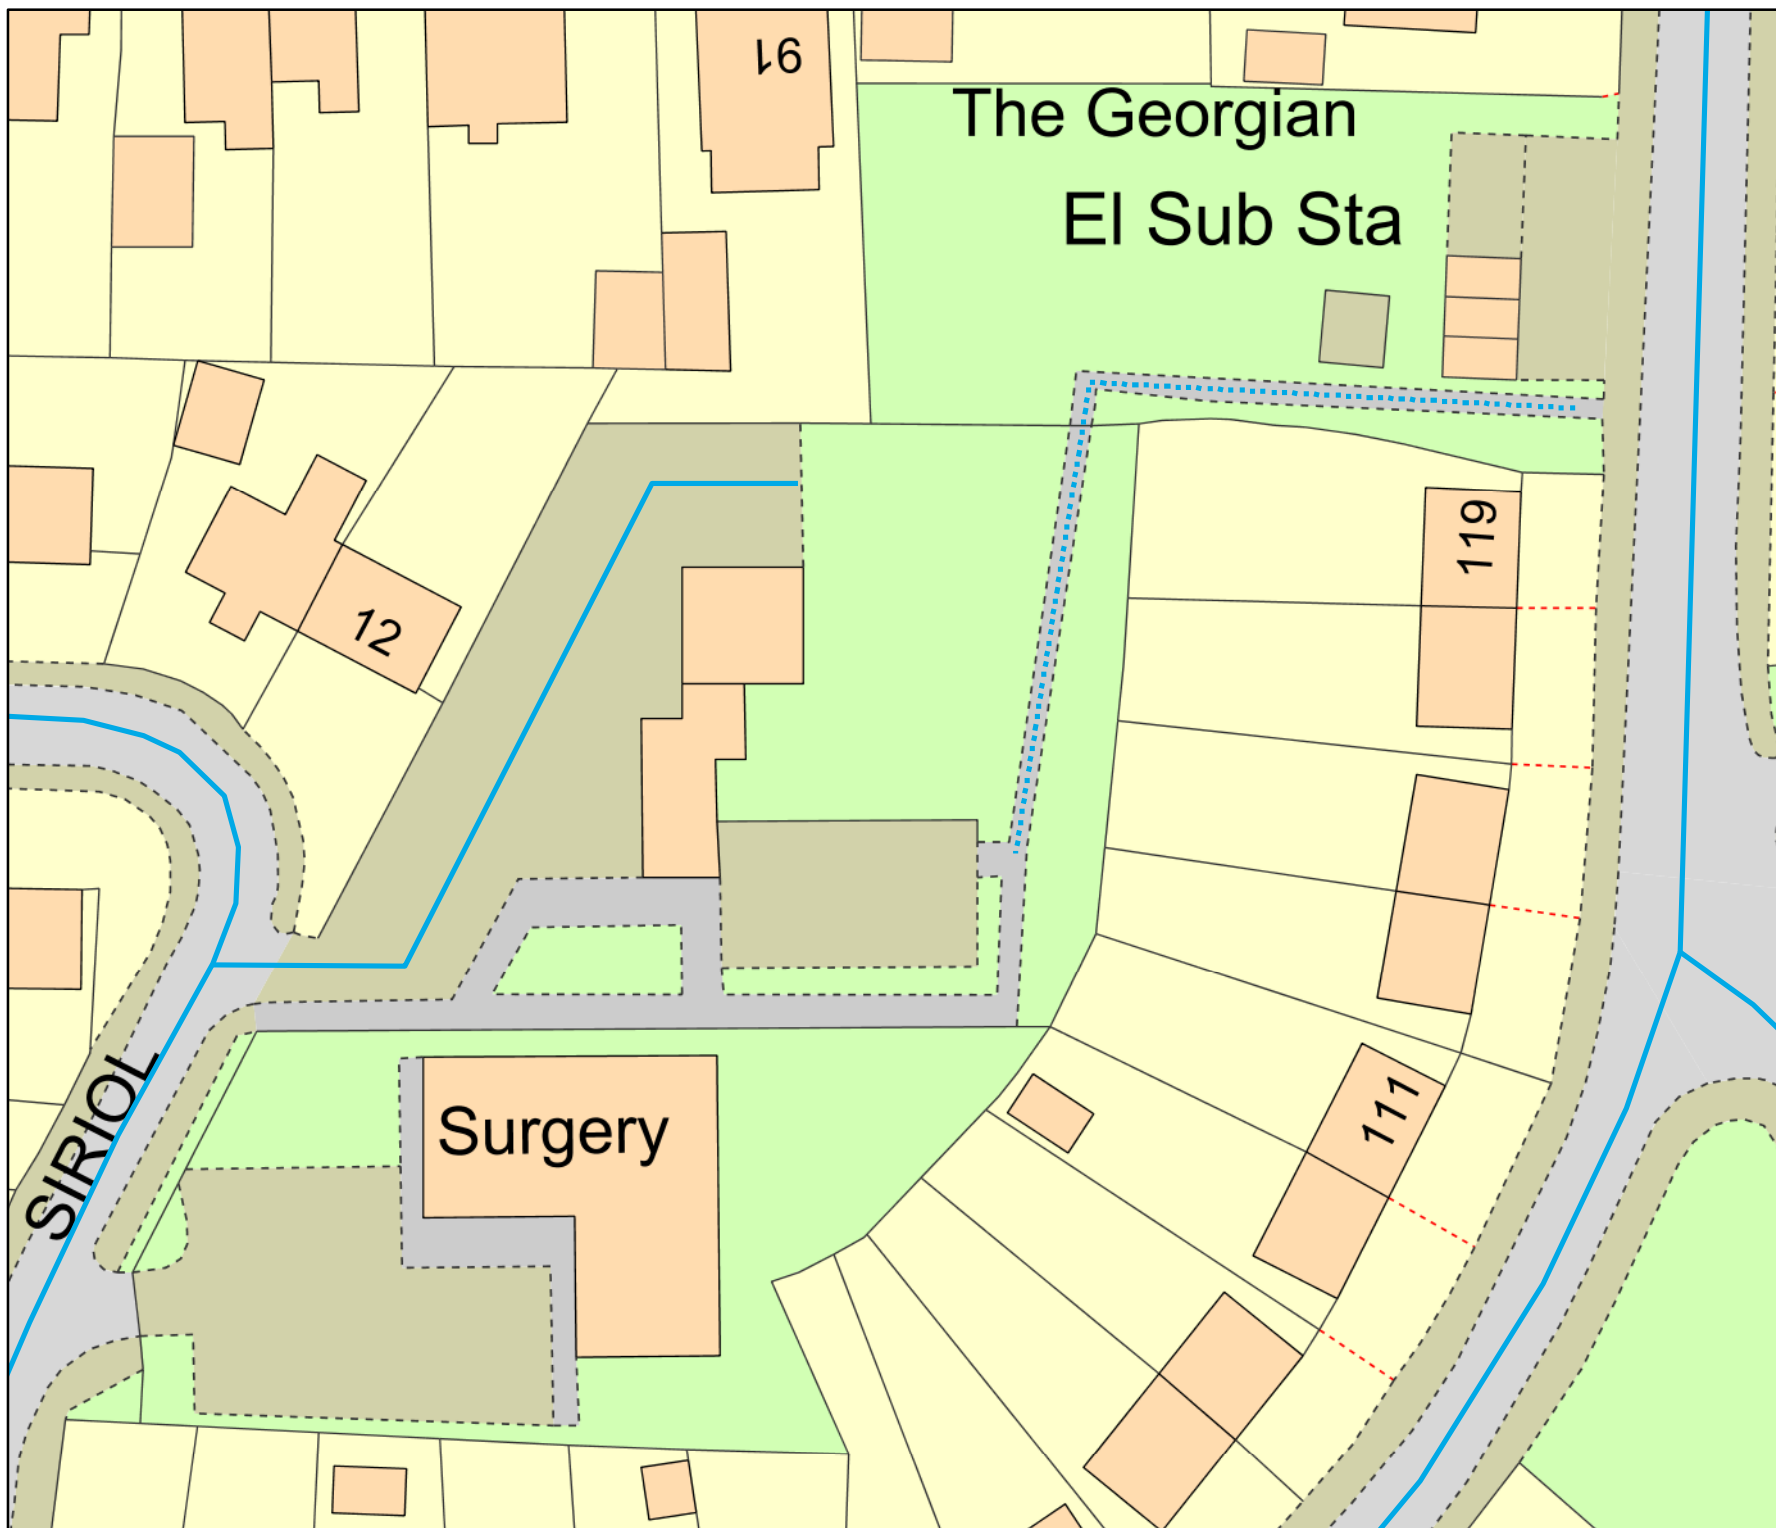 91
The Georgian
El Sub Sta
119
12
SIRIOL
Surgery
111